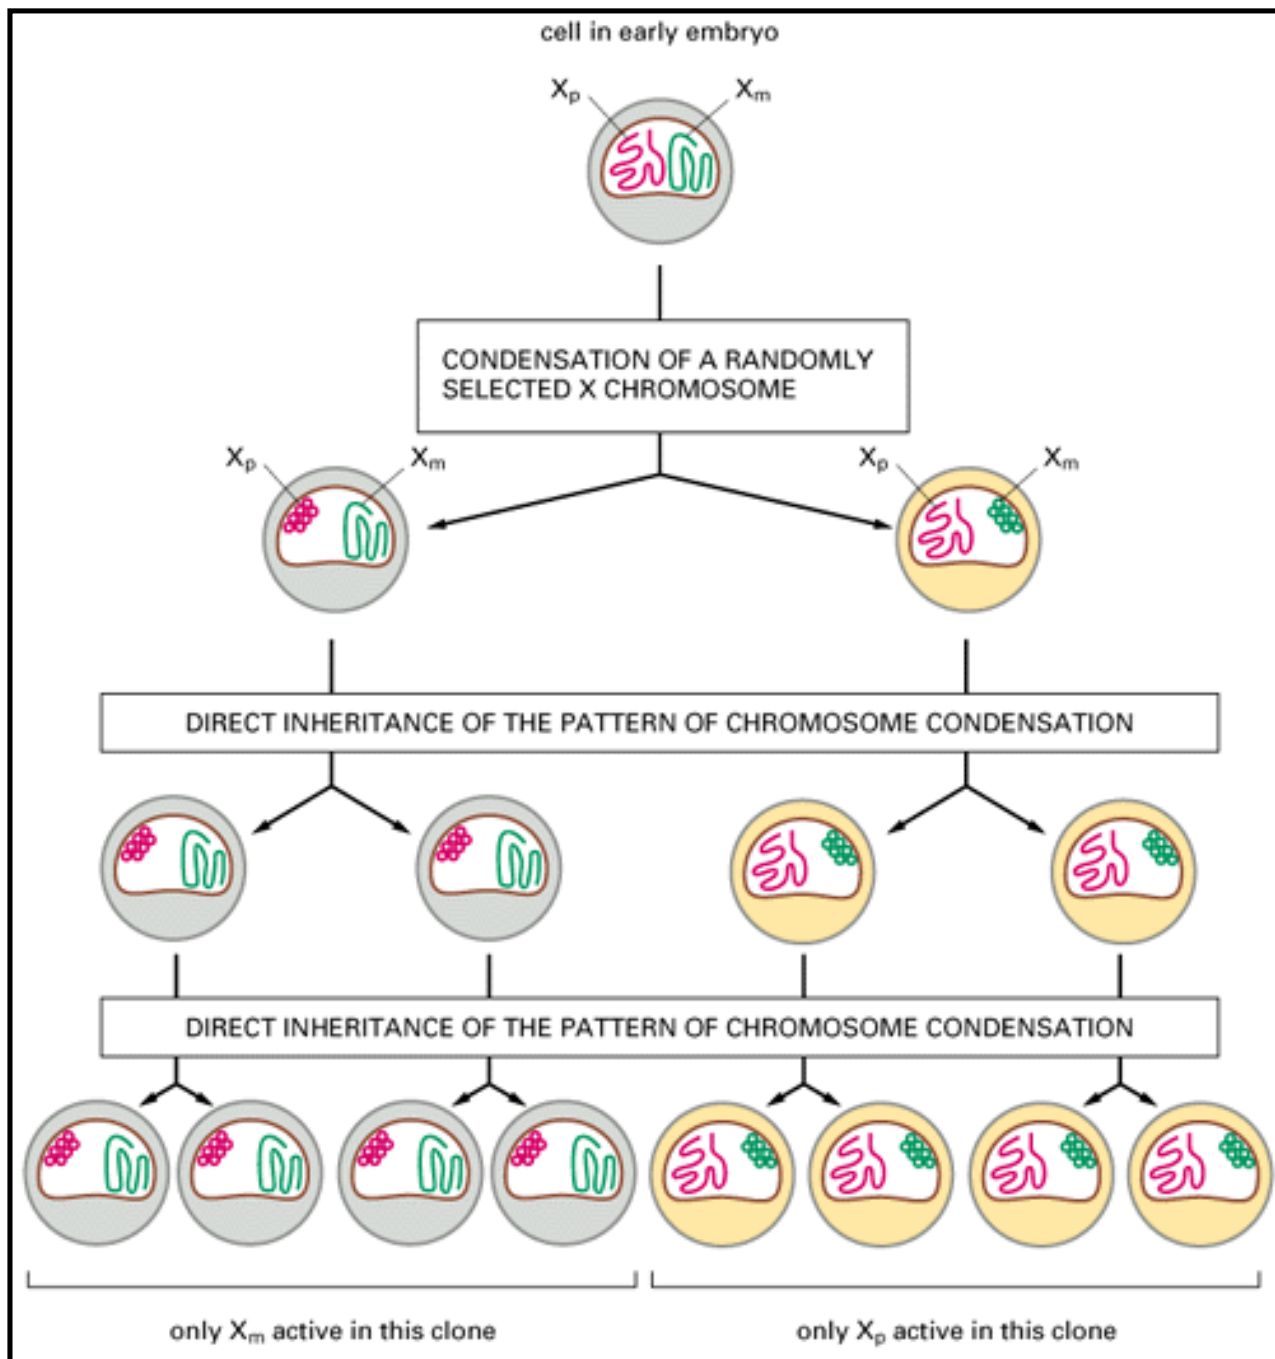 cell in early embryo
Xp Xm
CONDENSATION OF A RANDOMLY
SELECTED X CHROMOSOME
Xp Xm Xp Xm
DIRECT INHERITANCE OF THE PATTERN OF CHROMOSOME CONDENSATION
DIRECT INHERITANCE OF THE PATTERN OF CHROMOSOME CONDENSATION
only Xm active in this clone
only Xp active in this clone